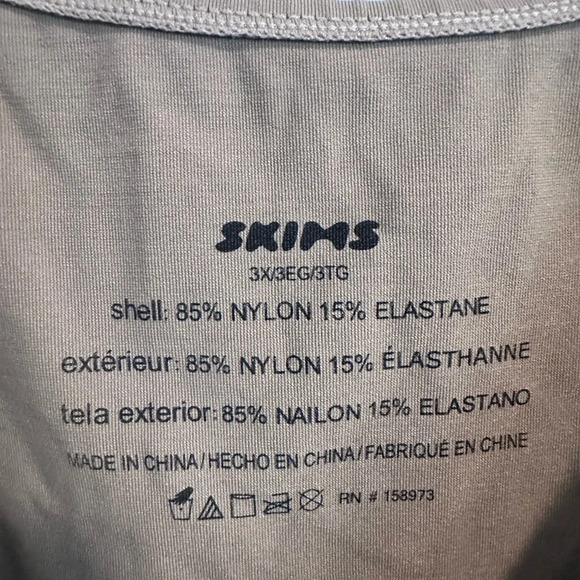 SKIMS
3X/3EG/3TG
shell: 85% NYLON 15% ELASTANE
extérieur: 85% NYLON 15% ÉLASTHANNE
tela exterior: 85% NAILON 15% ELASTANO
MADE IN CHINA/HECHO EN CHINA/FABRIQUÉ EN CHINE
RN # 158973